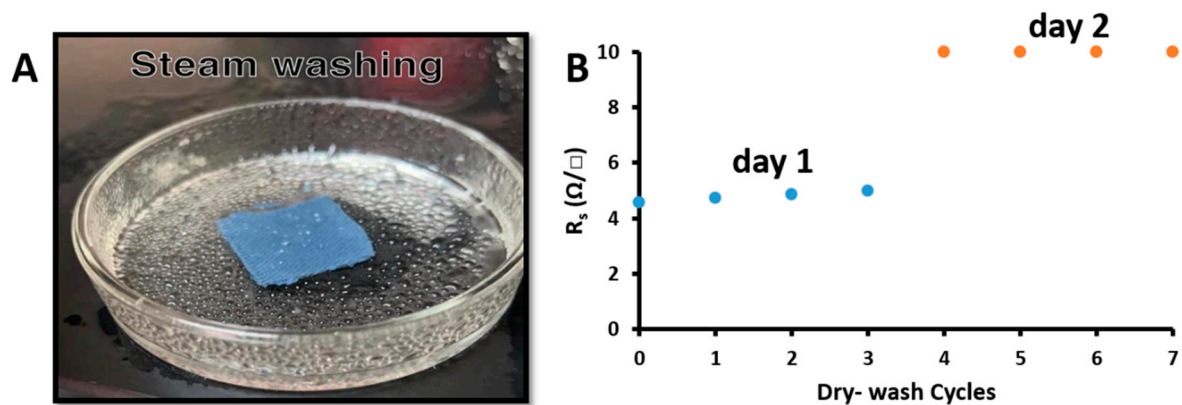 A
Steam washing
B
day 1
day 2
Rs (Ω/□)
10
8
6
4
2
0
0 1 2 3 4 5 6 7
Dry- wash Cycles